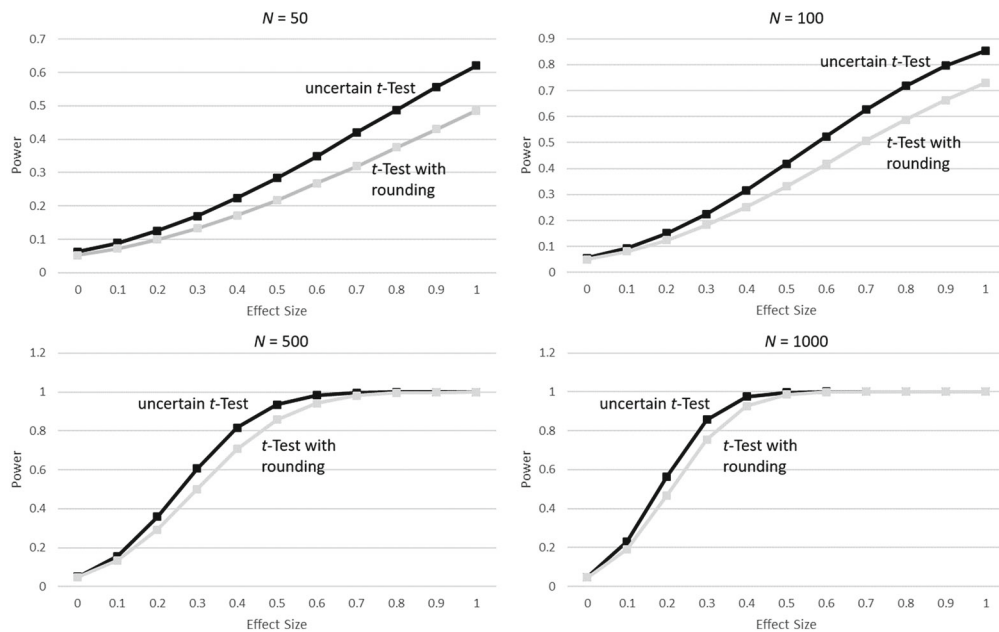 N = 50
0.7
0.6
0.5
0.4
0.3
0.2
0.1
0
Power
uncertain t-Test
t-Test with
rounding
0 0.1 0.2 0.3 0.4 0.5 0.6 0.7 0.8 0.9 1
Effect Size
N = 100
0.9
0.8
0.7
0.6
0.5
0.4
0.3
0.2
0.1
0
Power
uncertain t-Test
t-Test with
rounding
0 0.1 0.2 0.3 0.4 0.5 0.6 0.7 0.8 0.9 1
Effect Size
N = 500
1.2
1
0.8
0.6
0.4
0.2
0
Power
uncertain t-Test
t-Test with
rounding
0 0.1 0.2 0.3 0.4 0.5 0.6 0.7 0.8 0.9 1
Effect Size
N = 1000
1.2
1
0.8
0.6
0.4
0.2
0
Power
uncertain t-Test
t-Test with
rounding
0 0.1 0.2 0.3 0.4 0.5 0.6 0.7 0.8 0.9 1
Effect Size